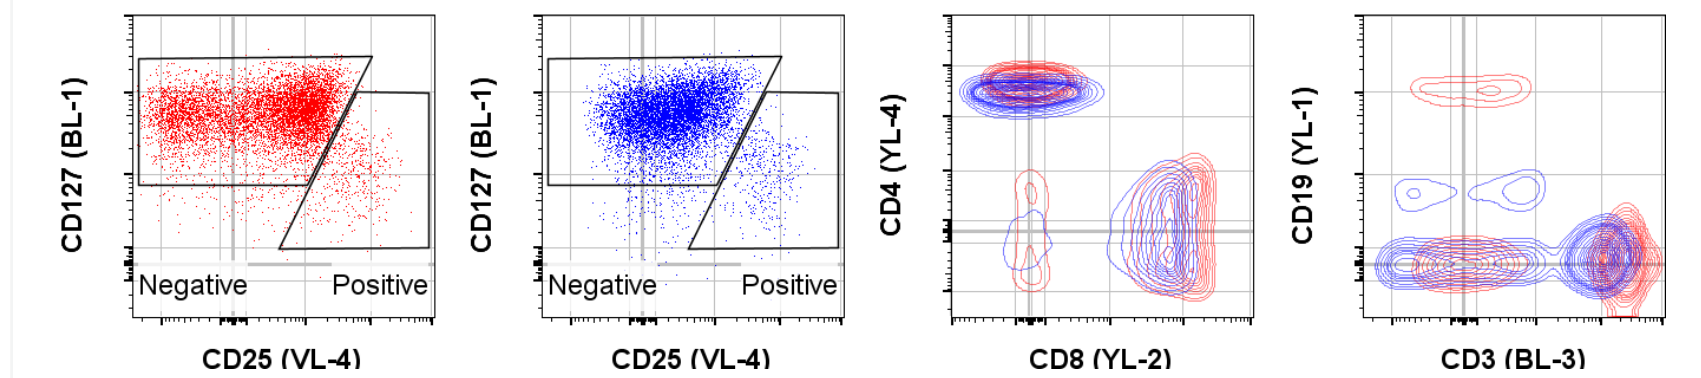 CD127 (BL-1)
Negative
Positive
CD25 (VL-4)
CD127 (BL-1)
Negative
Positive
CD25 (VL-4)
CD4 (YL-4)
CD8 (YL-2)
CD19 (YL-1)
CD3 (BL-3)